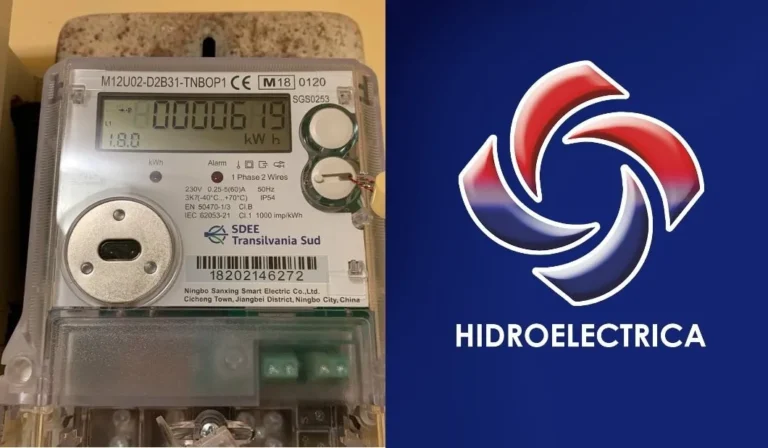 M12U02-D2B31-TNBOP1 CE M18 0120
SGS0253
0000619
1.8.0 kWh
kWh Alarm
1 Phase 2 Wires
230V 0.25-5(60)A 50Hz
3K7(-40°C...+70°C) IP54
EN 50470-1/3 Cl.B
IEC 62053-21 Cl.1 1000 imp/kWh
SDEE
Transilvania Sud
18202146272
Ningbo Sanxing Smart Electric Co.,Ltd.
Cicheng Town, Jiangbei District, Ningbo City, China
HIDROELECTRICA